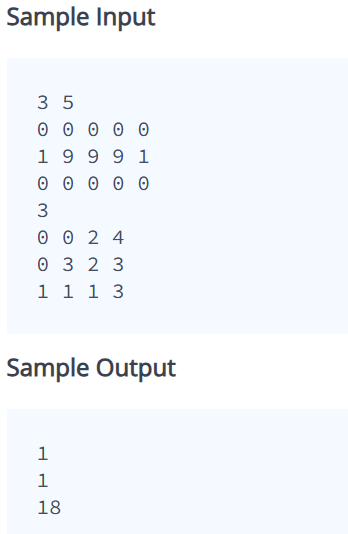 Sample Input
3 5
0 0 0 0 0
1 9 9 9 1
0 0 0 0 0
3
0 0 2 4
0 3 2 3
1 1 1 3
Sample Output
1
1
18